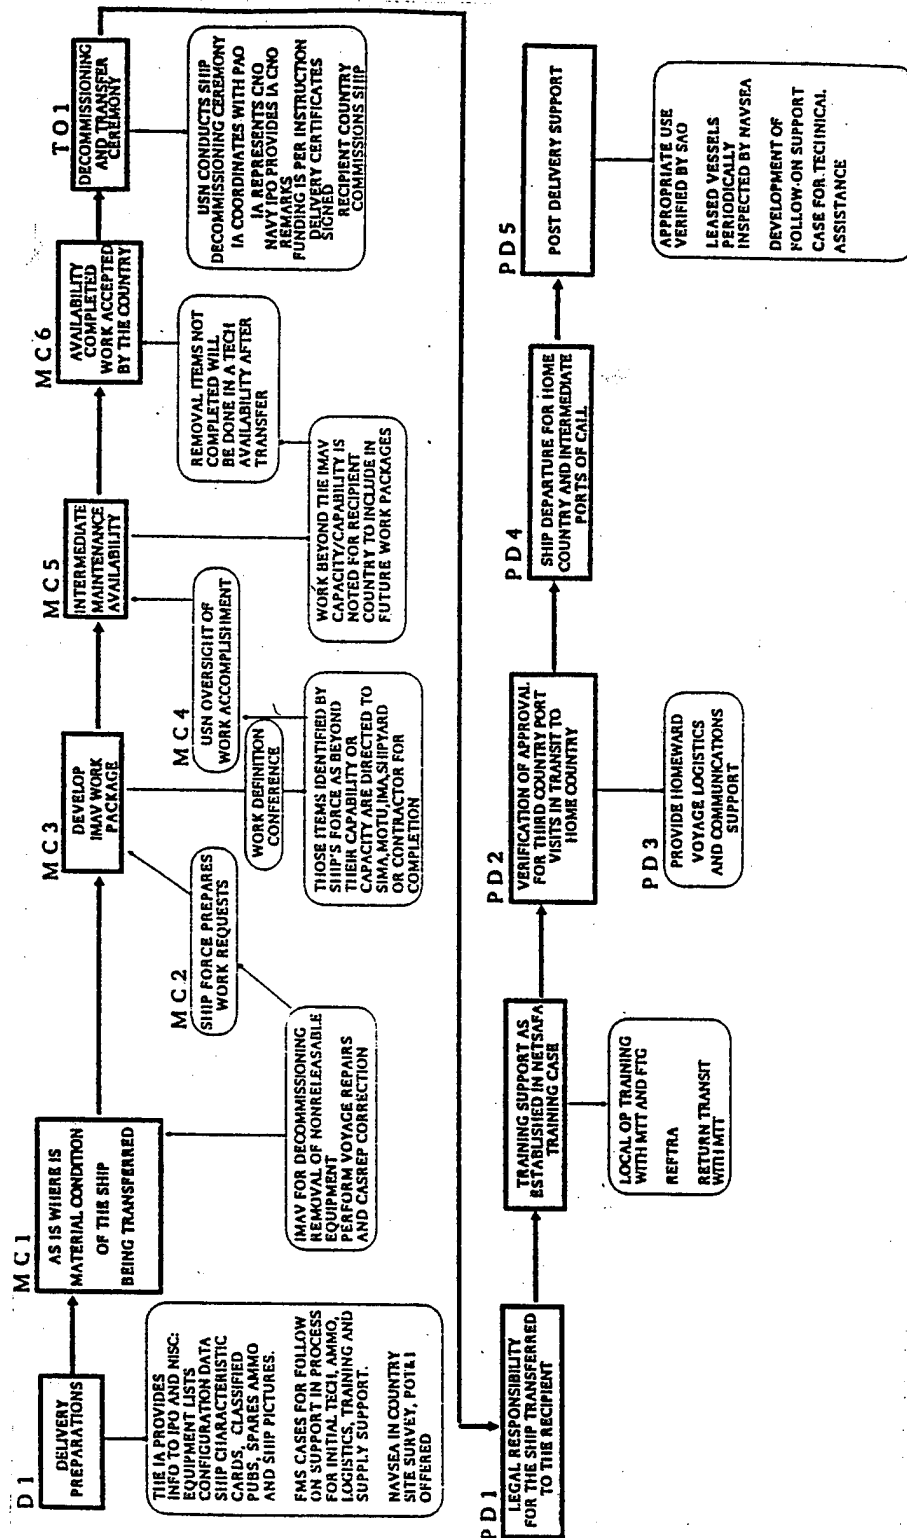 D 1
DELIVERY
PREPARATIONS
THE IA PROVIDES
INFO TO IPO AND NISC:
EQUIPMENT LISTS
CONFIGURATION DATA
SHIP CHARACTERISTIC
CARDS, CLASSIFIED
PUBS, SPARES AMMO
AND SHIP PICTURES.
FMS CASES FOR FOLLOW
ON SUPPORT IN PROCESS
FOR INITIAL TECH, AMMO,
LOGISTICS, TRAINING AND
SUPPLY SUPPORT.
NAVSEA IN COUNTRY
SITE SURVEY, POT&I
OFFERED
MC 1
AS IS WHERE IS
MATERIAL CONDITION
OF THE SHIP
BEING TRANSFERRED
IMAV FOR DECOMMISSIONING
REMOVAL OF NONRELEASABLE
EQUIPMENT
PERFORM VOYAGE REPAIRS
AND CASREP CORRECTION
MC 2
SHIP FORCE PREPARES
WORK REQUESTS
MC 3
DEVELOP
IMAV WORK
PACKAGE
WORK DEFINITION
CONFERENCE
THOSE ITEMS IDENTIFIED BY
SHIP'S FORCE AS BEYOND
THEIR CAPABILITY OR
CAPACITY ARE DIRECTED TO
SIMA,MOTU,IMA,SHIPYARD
OR CONTRACTOR FOR
COMPLETION
MC 4
USN OVERSIGHT OF
WORK ACCOMPLISHMENT
MC 5
INTERMEDIATE
MAINTENANCE
AVAILABILITY
WORK BEYOND THE IMAV
CAPACITY/CAPABILITY IS
NOTED FOR RECIPIENT
COUNTRY TO INCLUDE IN
FUTURE WORK PACKAGES
MC 6
AVAILABILITY
COMPLETED
WORK ACCEPTED
BY THE COUNTRY
REMOVAL ITEMS NOT
COMPLETED WILL
BE DONE IN A TECH
AVAILABILITY AFTER
TRANSFER
TO1
DECOMMISSIONING
AND TRANSFER
CEREMONY
USN CONDUCTS SHIP
DECOMMISSIONING CEREMONY
IA COORDINATES WITH PAO
IA REPRESENTS CNO
NAVY IPO PROVIDES IA CNO
REMARKS
FUNDING IS PER INSTRUCTION
DELIVERY CERTIFICATES
SIGNED
RECIPIENT COUNTRY
COMMISSIONS SHIP
PD1
LEGAL RESPONSIBILITY
FOR THE SHIP TRANSFERRED
TO THE RECIPIENT
TRAINING SUPPORT AS
ESTABLISHED IN NETSAFA
TRAINING CASE
LOCAL OP TRAINING
WITH MTT AND FTG
REFTRA
RETURN TRANSIT
WITH MTT
PD2
VERIFICATION OF APPROVAL
FOR THIRD COUNTRY PORT
VISITS IN TRANSIT TO
HOME COUNTRY
PD3
PROVIDE HOMEWARD
VOYAGE LOGISTICS
AND COMMUNICATIONS
SUPPORT
PD4
SHIP DEPARTURE FOR HOME
COUNTRY AND INTERMEDIATE
PORTS OF CALL
PD5
POST DELIVERY SUPPORT
APPROPRIATE USE
VERIFIED BY SAO
LEASED VESSELS
PERIODICALLY
INSPECTED BY NAVSEA
DEVELOPMENT OF
FOLLOW-ON SUPPORT
CASE FOR TECHNICAL
ASSISTANCE